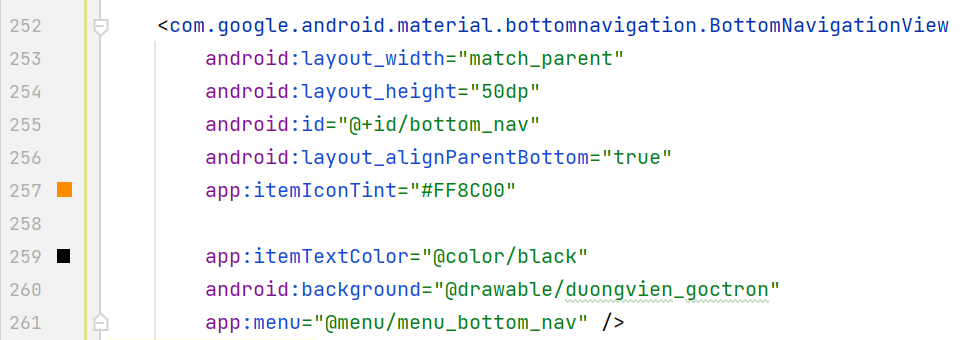 252 <com.google.android.material.bottomnavigation.BottomNavigationView
253 android:layout_width="match_parent"
254 android:layout_height="50dp"
255 android:id="@+id/bottom_nav"
256 android:layout_alignParentBottom="true"
257 app:itemIconTint="#FF8C00"
258
259 app:itemTextColor="@color/black"
260 android:background="@drawable/duongvien_goctron"
261 app:menu="@menu/menu_bottom_nav" />